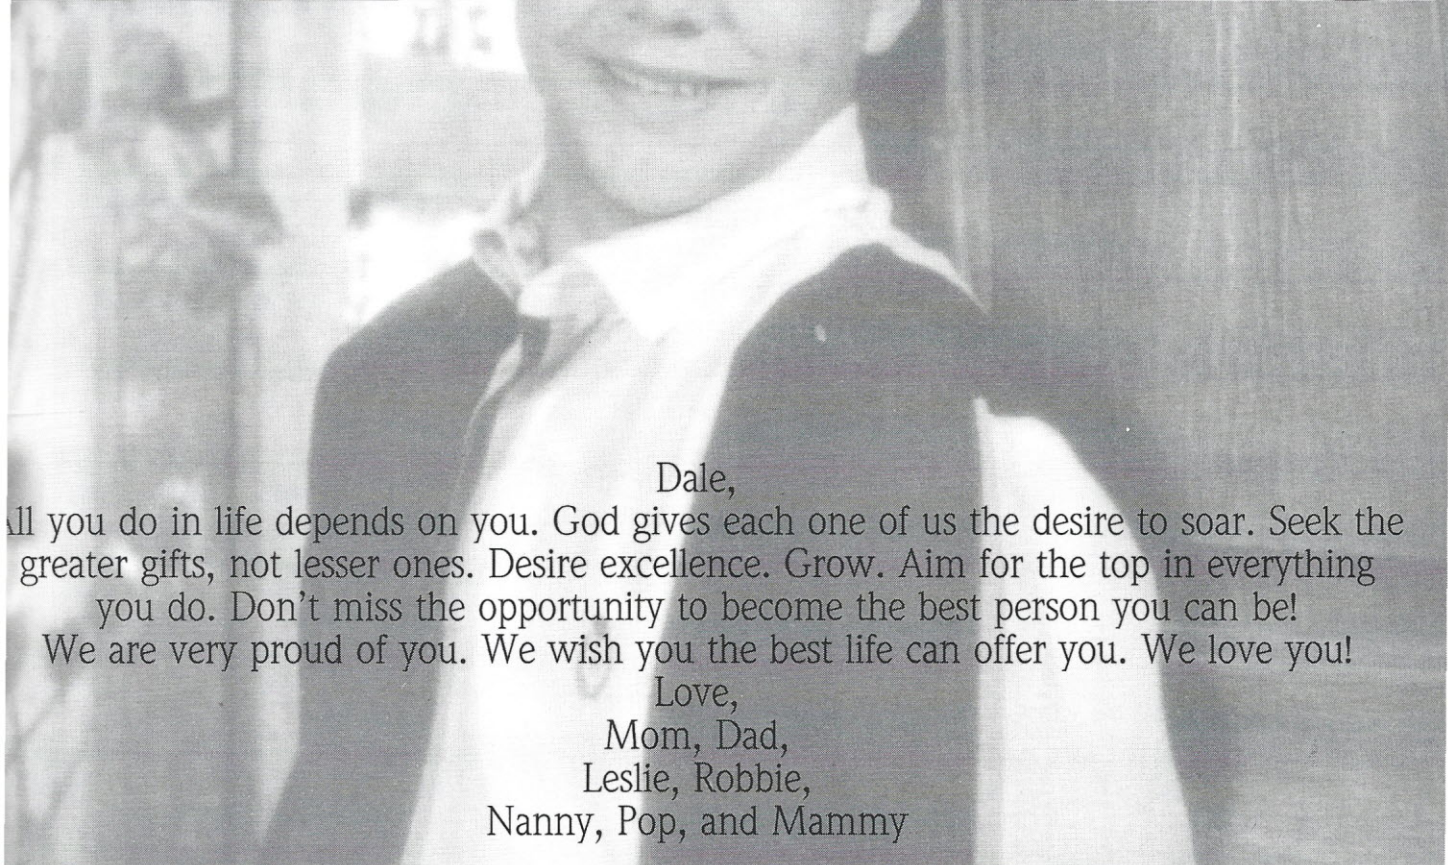 Dale,
All you do in life depends on you. God gives each one of us the desire to soar. Seek the
greater gifts, not lesser ones. Desire excellence. Grow. Aim for the top in everything
you do. Don't miss the opportunity to become the best person you can be!
We are very proud of you. We wish you the best life can offer you. We love you!
Love,
Mom, Dad,
Leslie, Robbie,
Nanny, Pop, and Mammy